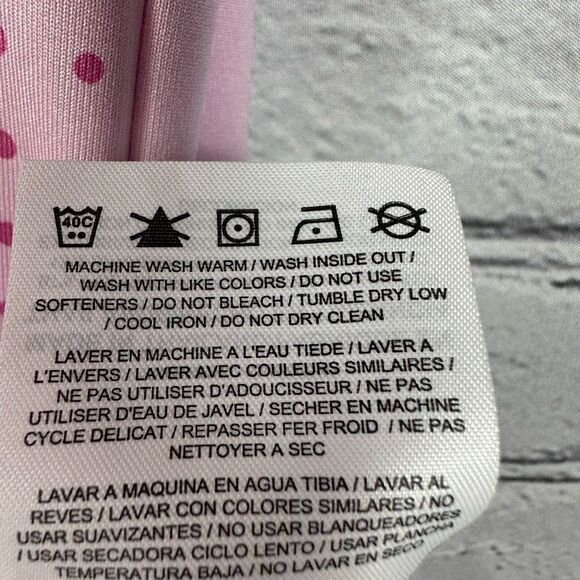 40C
MACHINE WASH WARM / WASH INSIDE OUT /
WASH WITH LIKE COLORS / DO NOT USE
SOFTENERS / DO NOT BLEACH / TUMBLE DRY LOW
/ COOL IRON / DO NOT DRY CLEAN
LAVER EN MACHINE A L'EAU TIEDE / LAVER A
L'ENVERS / LAVER AVEC COULEURS SIMILAIRES /
NE PAS UTILISER D'ADOUCISSEUR / NE PAS
UTILISER D'EAU DE JAVEL / SECHER EN MACHINE
CYCLE DELICAT / REPASSER FER FROID / NE PAS
NETTOYER A SEC
LAVAR A MAQUINA EN AGUA TIBIA / LAVAR AL
REVES / LAVAR CON COLORES SIMILARES / NO
USAR SUAVIZANTES / NO USAR BLANQUEADORES
/ USAR SECADORA CICLO LENTO / USAR PLANCHA
TEMPERATURA BAJA / NO LAVAR EN SECO